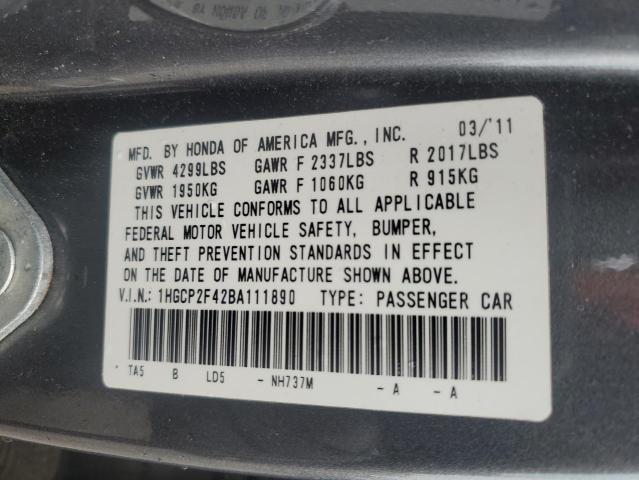 MFD. BY HONDA OF AMERICA MFG., INC. 03/'11
GVWR 4299LBS GAWR F 2337LBS R 2017LBS
GVWR 1950KG GAWR F 1060KG R 915KG
THIS VEHICLE CONFORMS TO ALL APPLICABLE
FEDERAL MOTOR VEHICLE SAFETY, BUMPER,
AND THEFT PREVENTION STANDARDS IN EFFECT
ON THE DATE OF MANUFACTURE SHOWN ABOVE.
V.I.N.: 1HGCP2F42BA111890 TYPE: PASSENGER CAR
TA5 B LD5 - NH737M - A - A